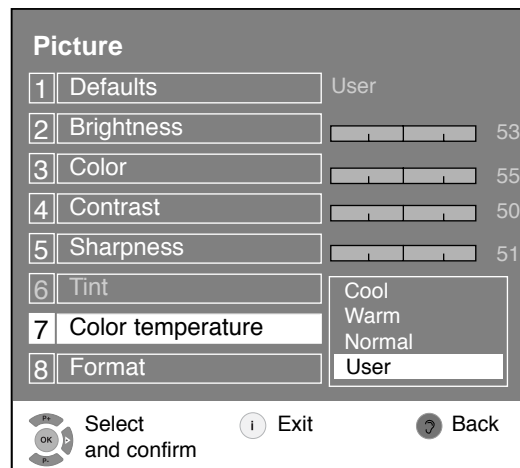 Picture
1 Defaults User
2 Brightness 53
3 Color 55
4 Contrast 50
5 Sharpness 51
6 Tint
7 Color temperature
8 Format
Cool
Warm
Normal
User
P+
OK
P-
Select
and confirm
i Exit
Back